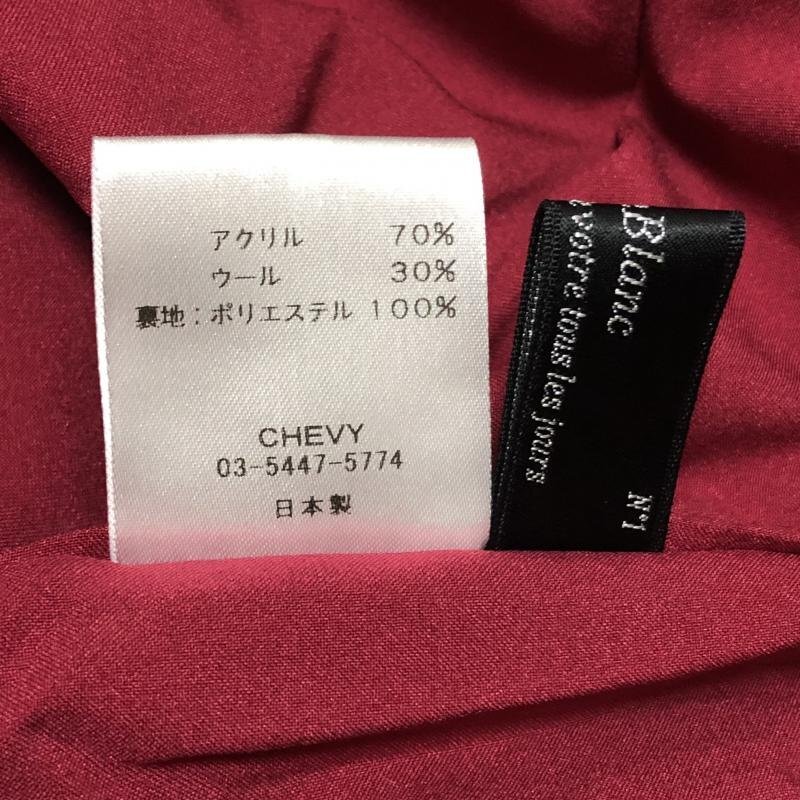 アクリル 70%
ウール 30%
裏地:ポリエステル 100%
CHEVY
03-5447-5774
日本製
Blanc
votre tous les jours
N°1